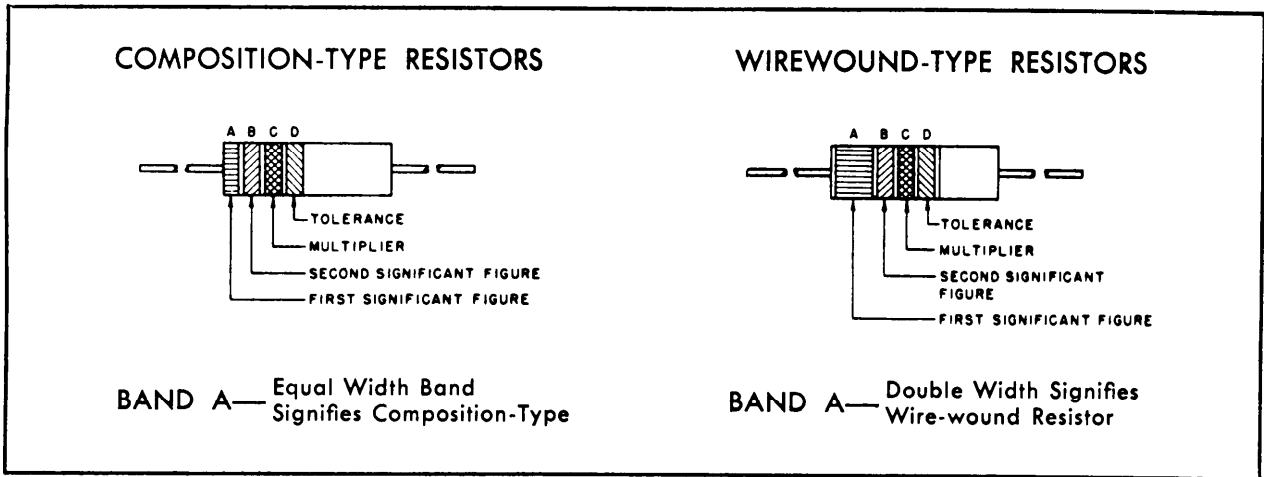 COMPOSITION-TYPE RESISTORS
A B C D
TOLERANCE
MULTIPLIER
SECOND SIGNIFICANT FIGURE
FIRST SIGNIFICANT FIGURE
BAND A— Equal Width Band
Signifies Composition-Type
WIREWOUND-TYPE RESISTORS
A B C D
TOLERANCE
MULTIPLIER
SECOND SIGNIFICANT
FIGURE
FIRST SIGNIFICANT FIGURE
BAND A— Double Width Signifies
Wire-wound Resistor